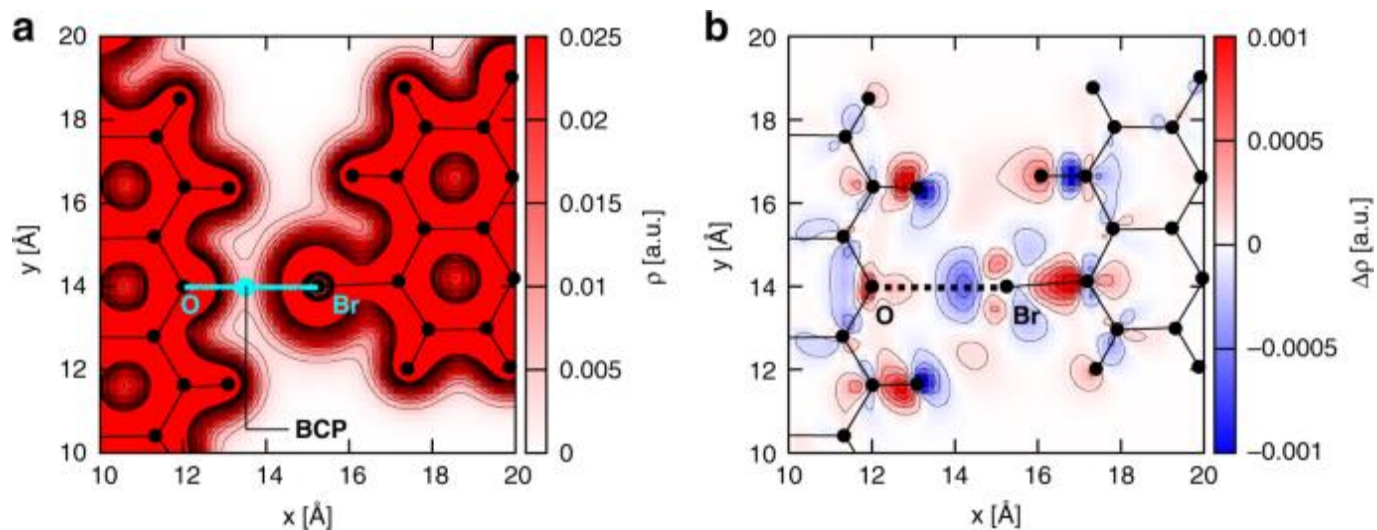 a
20
18
16
14
12
10
y [Å]
10 12 14 16 18 20
x [Å]
O
Br
BCP
0.025
0.02
0.015
0.01
0.005
0
ρ [a.u.]
b
20
18
16
14
12
10
y [Å]
10 12 14 16 18 20
x [Å]
O
Br
0.001
0.0005
0
−0.0005
−0.001
Δρ [a.u.]